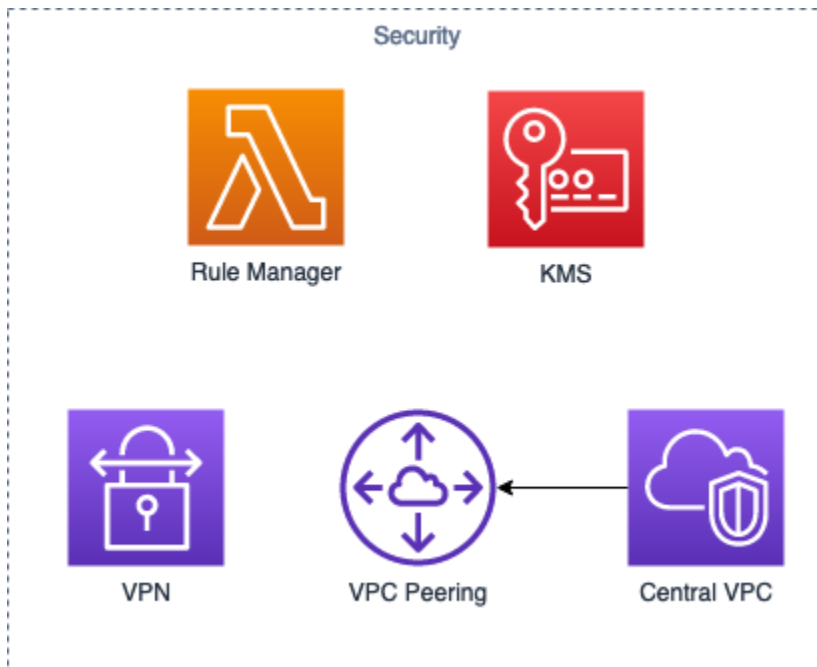 Security
Rule Manager
KMS
VPN
VPC Peering
Central VPC